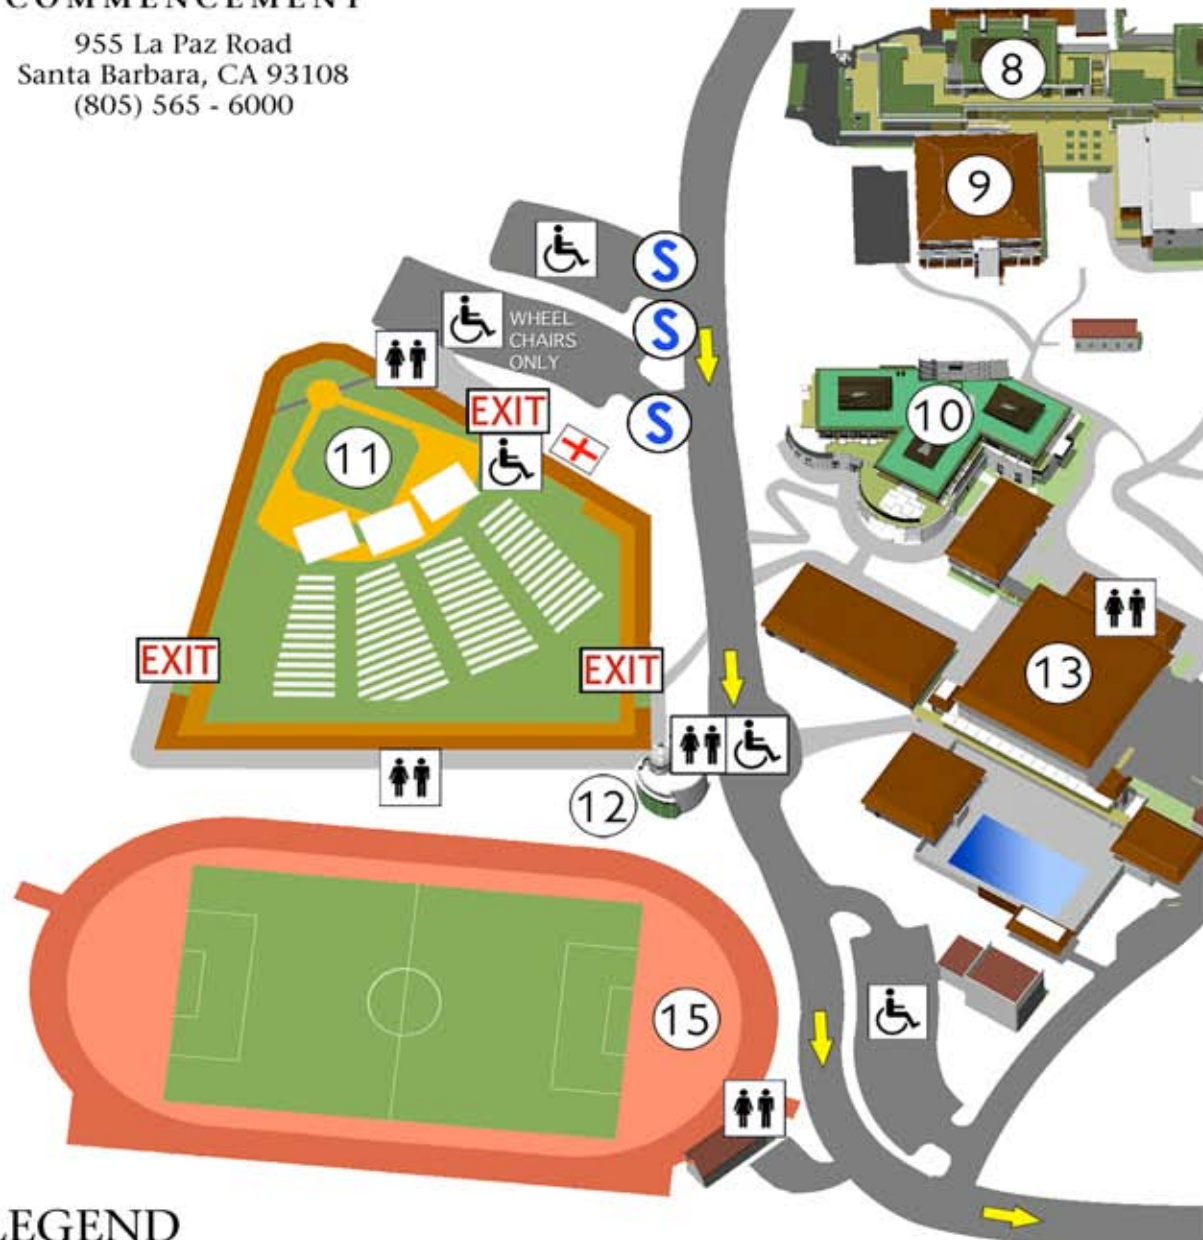 COMMENCEMENT
955 La Paz Road
Santa Barbara, CA 93108
(805) 565 - 6000
8
9
S
WHEEL
CHAIRS
ONLY
S
EXIT
S
10
11
EXIT
EXIT
13
12
15
LEGEND